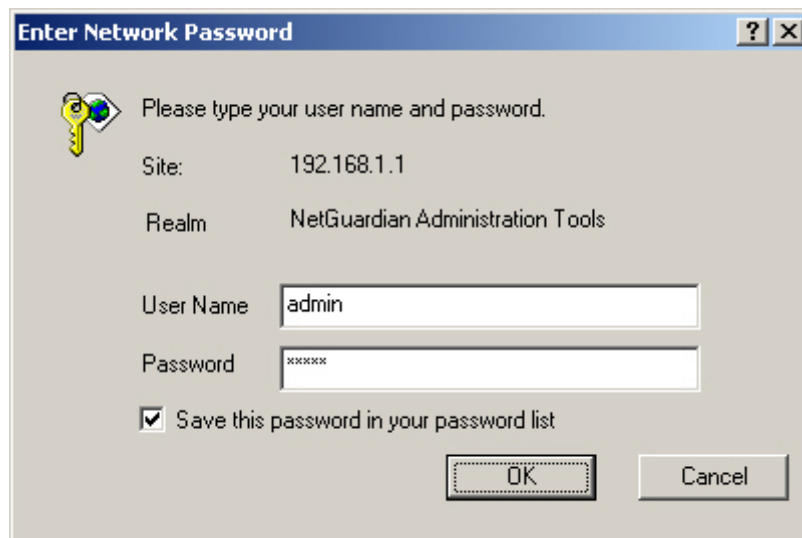 Enter Network Password
Please type your user name and password.
Site: 192.168.1.1
Realm NetGuardian Administration Tools
User Name admin
Password *****
Save this password in your password list
OK Cancel